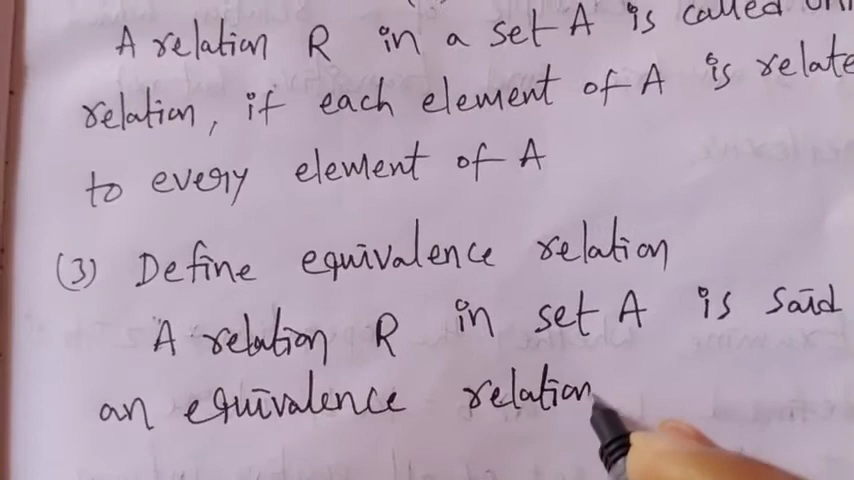 A relation R in a set A is called
relation, if each element of A is relate
to every element of A
(3) Define equivalence relation
A relation R in set A is said
an equivalence relation